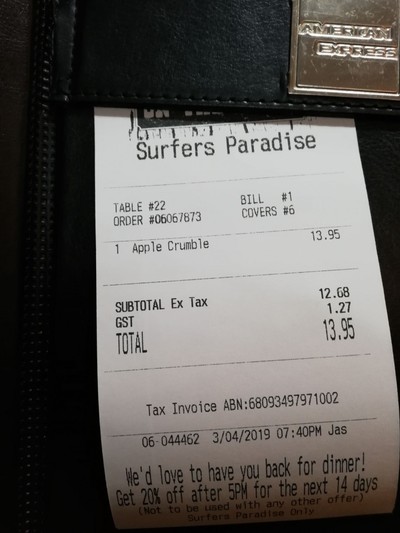 AMERICAN
EXPRESS
ON THE
Surfers Paradise
TABLE #22 BILL #1
ORDER #06067873 COVERS #6
1 Apple Crumble 13.95
SUBTOTAL Ex Tax 12.68
GST 1.27
TOTAL 13.95
Tax Invoice ABN:68093497971002
06-044462 3/04/2019 07:40PM Jas
We'd love to have you back for dinner!
Get 20% off after 5PM for the next 14 days
(Not to be used with any other offer)
Surfers Paradise Only